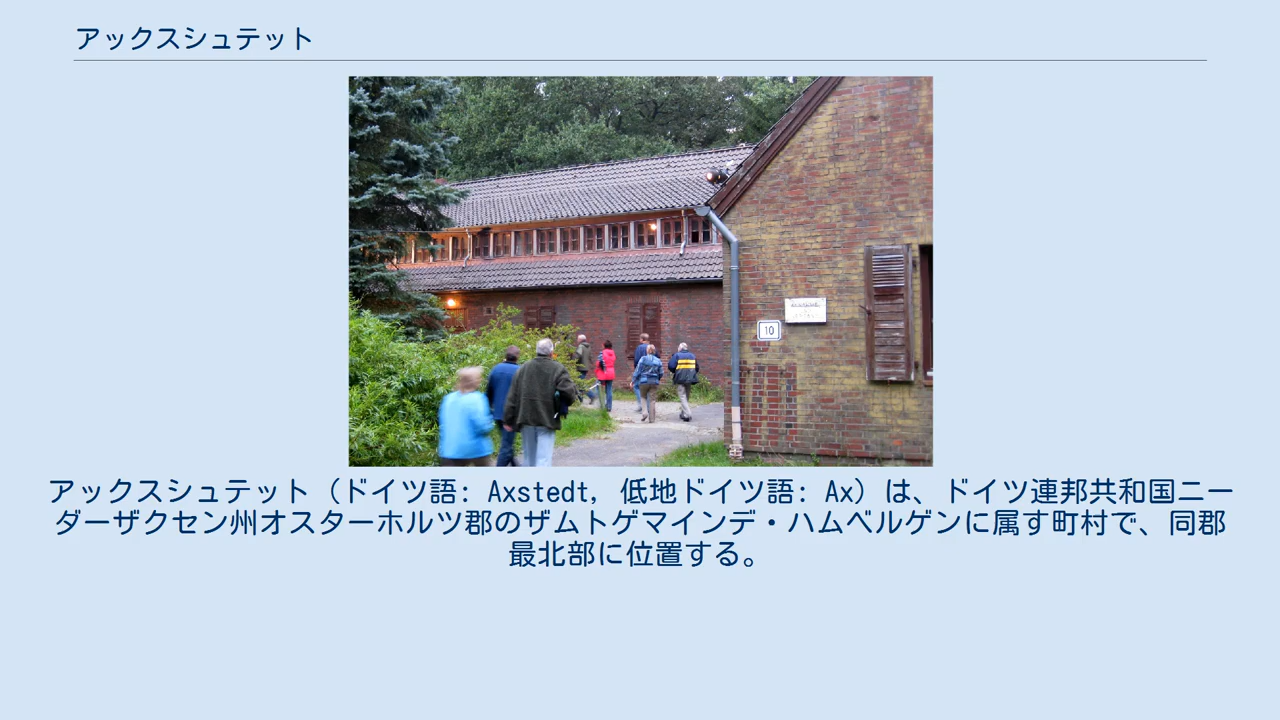 アックスシュテット
10
アックスシュテット（ドイツ語: Axstedt, 低地ドイツ語: Ax）は、ドイツ連邦共和国ニー
ダーザクセン州オスターホルツ郡のザムトゲマインデ・ハムベルゲンに属す町村で、同郡
最北部に位置する。